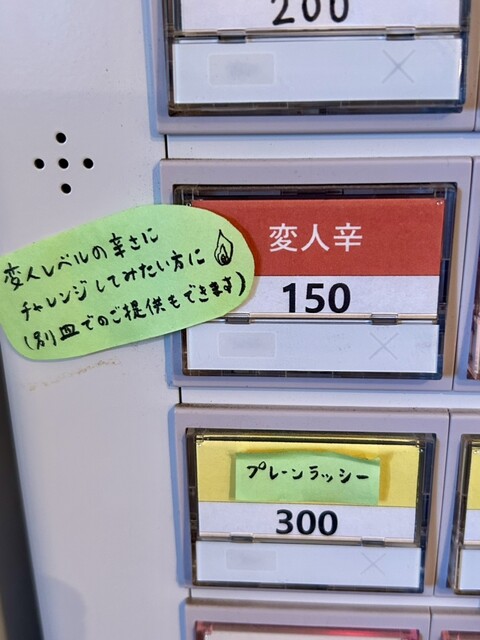 200
変人辛
150
変人レベルの辛さに
チャレンジしてみたい方に
(別皿でのご提供もできます)
プレーンラッシー
300